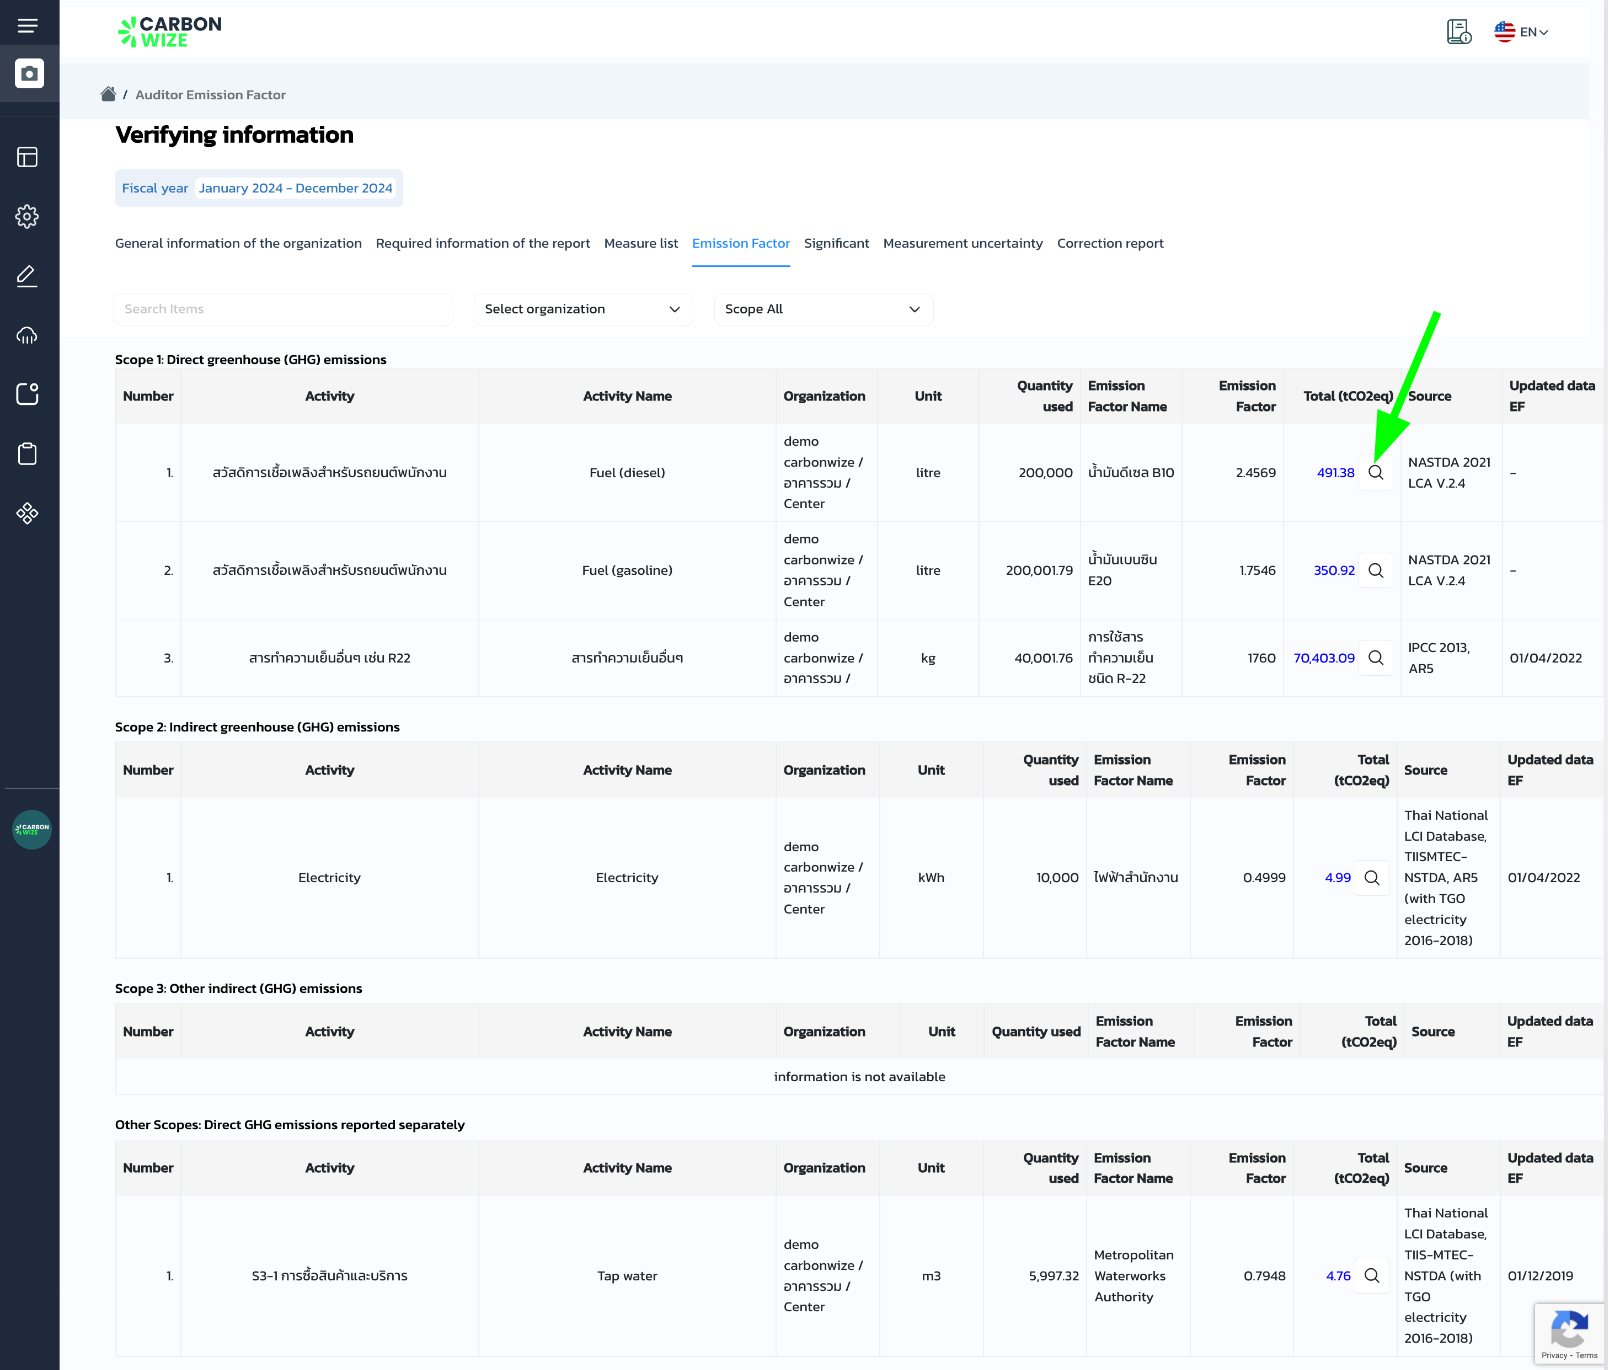 CARBON
WIZE
EN
/ Auditor Emission Factor
Verifying information
Fiscal year January 2024 - December 2024
General information of the organization Required information of the report Measure list Emission Factor Significant Measurement uncertainty Correction report
Search Items Select organization Scope All
Scope 1: Direct greenhouse (GHG) emissions
Number Activity Activity Name Organization Unit Quantity used Emission Factor Name Emission Factor Total (tCO2eq) Source Updated data EF
1. สวัสดิการเชื้อเพลิงสำหรับรถยนต์พนักงาน Fuel (diesel) demo carbonwize / อาคารรวม / Center litre 200,000 น้ำมันดีเซล B10 2.4569 491.38 NASTDA 2021 LCA V.2.4 -
2. สวัสดิการเชื้อเพลิงสำหรับรถยนต์พนักงาน Fuel (gasoline) demo carbonwize / อาคารรวม / Center litre 200,001.79 น้ำมันเบนซิน E20 1.7546 350.92 NASTDA 2021 LCA V.2.4 -
3. สารทำความเย็นอื่นๆ เช่น R22 สารทำความเย็นอื่นๆ demo carbonwize / อาคารรวม / kg 40,001.76 การใช้สารทำความเย็น ชนิด R-22 1760 70,403.09 IPCC 2013, AR5 01/04/2022
Scope 2: Indirect greenhouse (GHG) emissions
Number Activity Activity Name Organization Unit Quantity used Emission Factor Name Emission Factor Total (tCO2eq) Source Updated data EF
1. Electricity Electricity demo carbonwize / อาคารรวม / Center kWh 10,000 ไฟฟ้าสำนักงาน 0.4999 4.99 Thai National LCI Database, TIISMTEC-NSTDA, AR5 (with TGO electricity 2016-2018) 01/04/2022
Scope 3: Other indirect (GHG) emissions
Number Activity Activity Name Organization Unit Quantity used Emission Factor Name Emission Factor Total (tCO2eq) Source Updated data EF
information is not available
Other Scopes: Direct GHG emissions reported separately
Number Activity Activity Name Organization Unit Quantity used Emission Factor Name Emission Factor Total (tCO2eq) Source Updated data EF
1. S3-1 การซื้อสินค้าและบริการ Tap water demo carbonwize / อาคารรวม / Center m3 5,997.32 Metropolitan Waterworks Authority 0.7948 4.76 Thai National LCI Database, TIIS-MTEC-NSTDA (with TGO electricity 2016-2018) 01/12/2019
CARBON
WIZE
Privacy - Terms